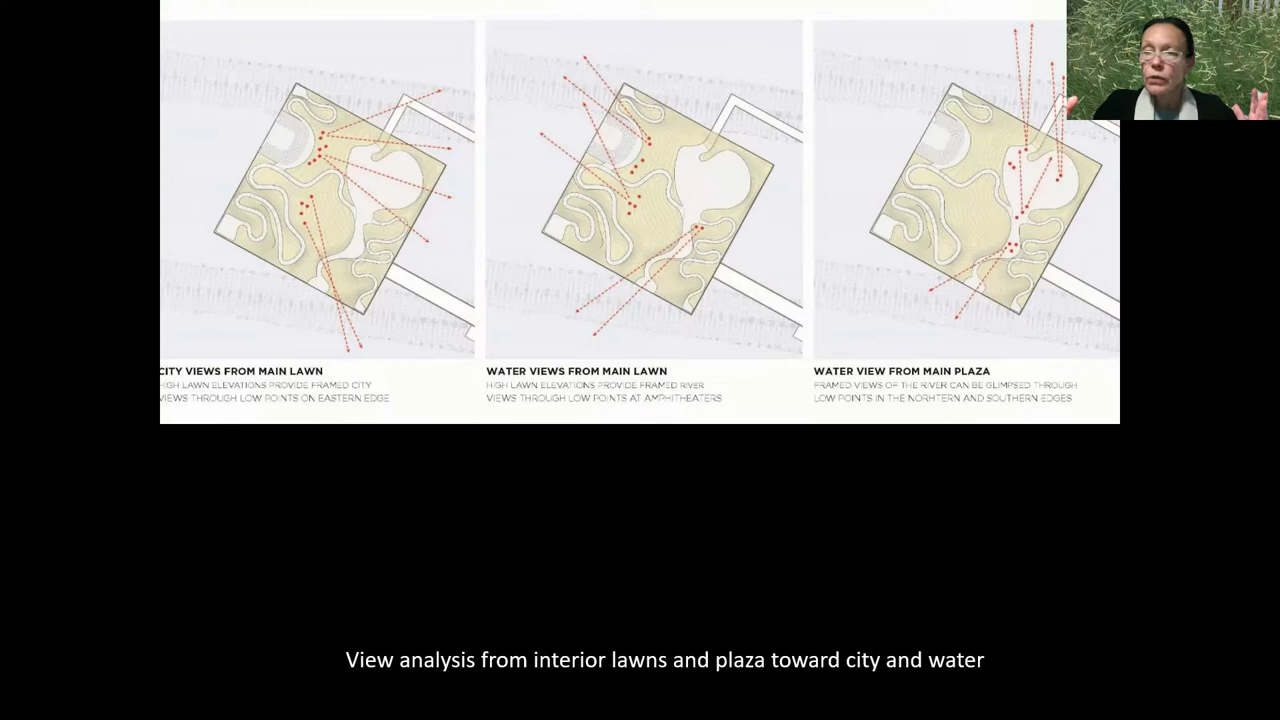 CITY VIEWS FROM MAIN LAWN
HIGH LAWN ELEVATIONS PROVIDE FRAMED CITY
VIEWS THROUGH LOW POINTS ON EASTERN EDGE
WATER VIEWS FROM MAIN LAWN
HIGH LAWN ELEVATIONS PROVIDE FRAMED RIVER
VIEWS THROUGH LOW POINTS AT AMPHITHEATERS
WATER VIEW FROM MAIN PLAZA
FRAMED VIEWS OF THE RIVER CAN BE GLIMPSED THROUGH
LOW POINTS IN THE NORHTERN AND SOUTHERN EDGES
View analysis from interior lawns and plaza toward city and water